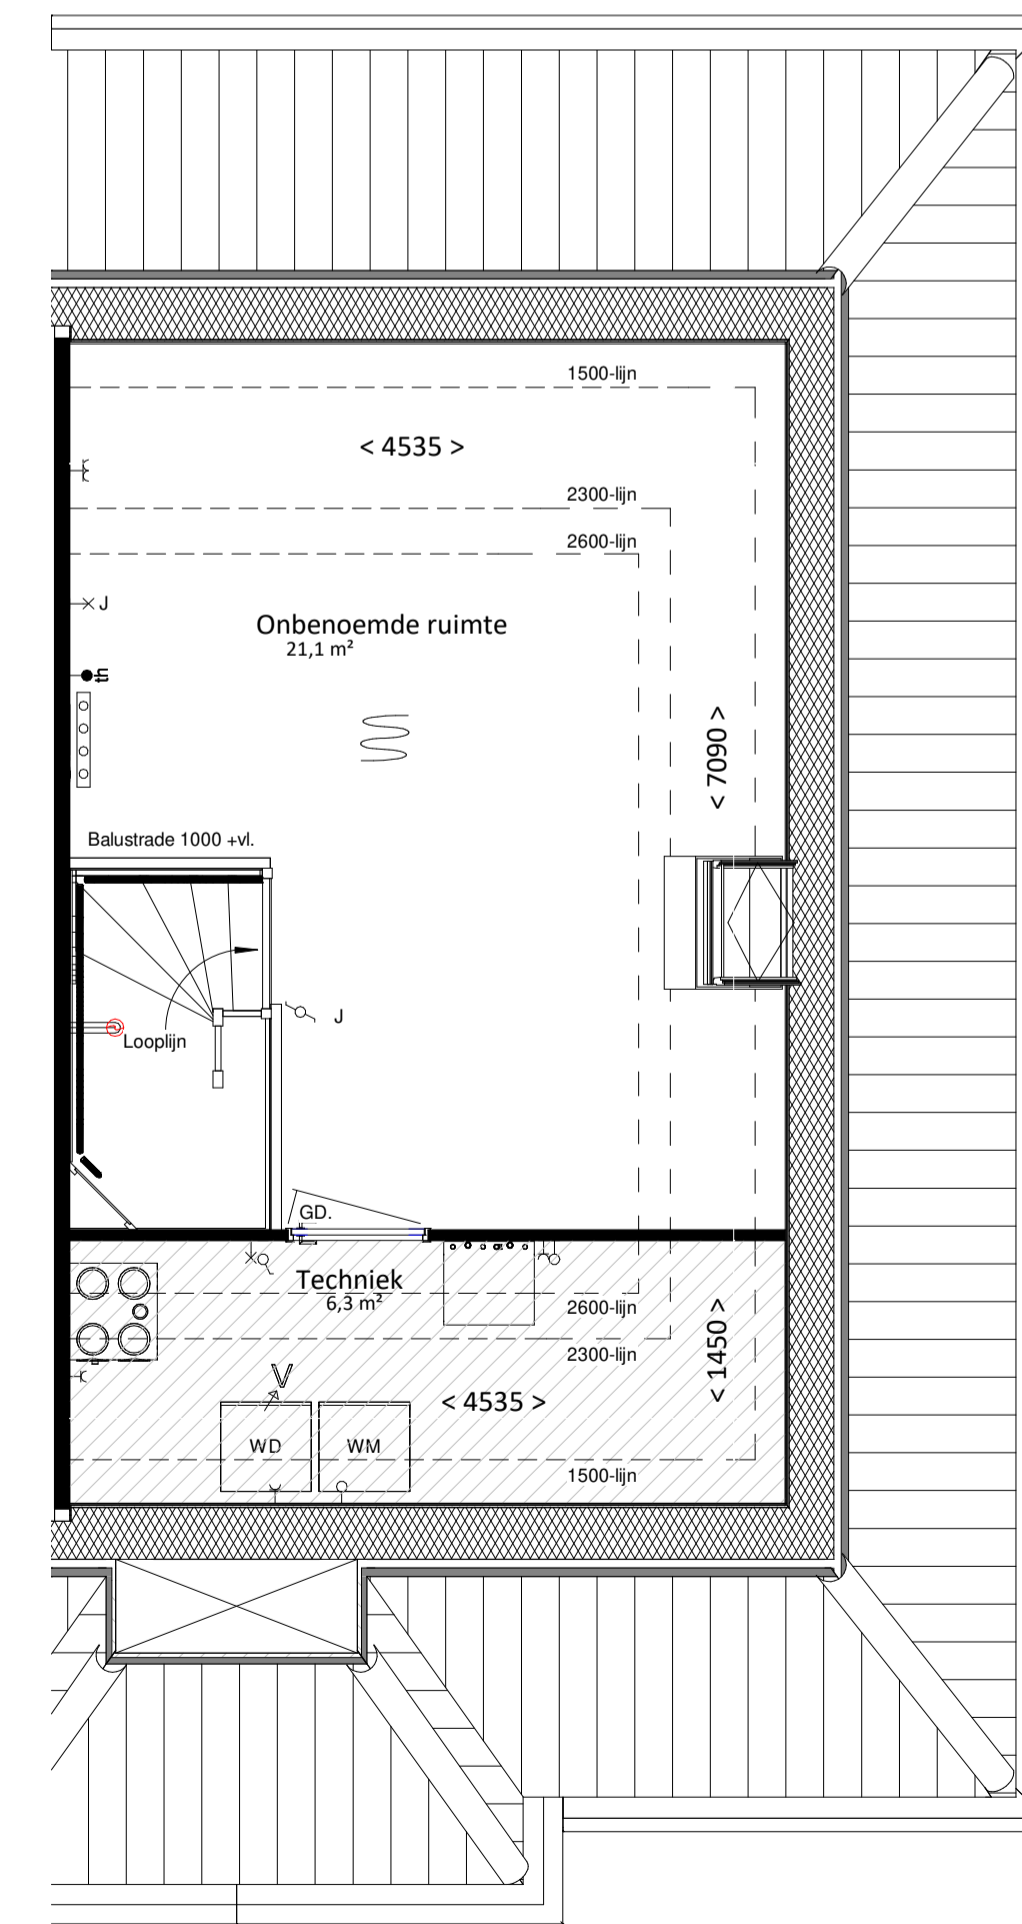 1500-lijn
< 4535 >
2300-lijn
2600-lijn
J
Onbenoemde ruimte
21,1 m²
th
< 7090 >
Balustrade 1000 +vl.
J
Looplijn
GD.
Techniek
6,3 m²
2600-lijn
< 1450 >
2300-lijn
V
< 4535 >
WD
WM
1500-lijn